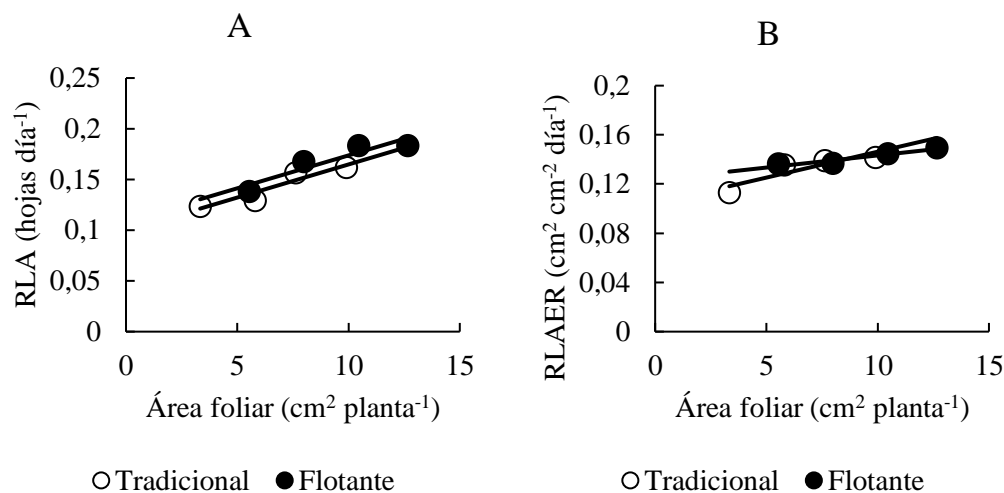 A
0,25
0,2
0,15
0,1
0,05
0
RLA (hojas día⁻¹)
0 5 10 15
Área foliar (cm² planta⁻¹)
○ Tradicional ● Flotante
B
0,2
0,16
0,12
0,08
0,04
0
RLAER (cm² cm⁻² día⁻¹)
0 5 10 15
Área foliar (cm² planta⁻¹)
○ Tradicional ● Flotante